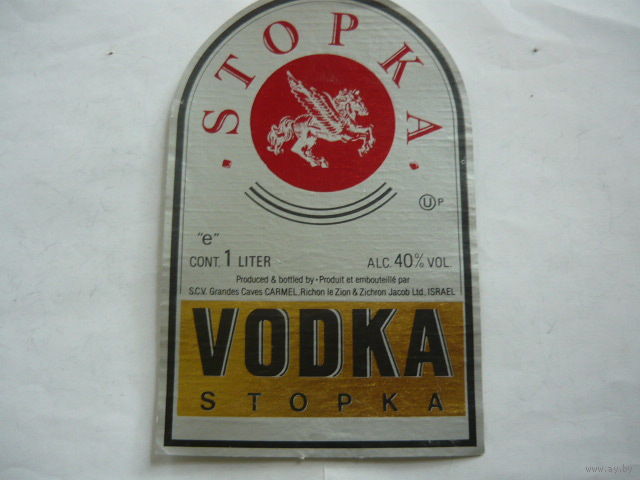 · STOPKA ·
Ⓤ P
"e"
CONT. 1 LITER ALC. 40% VOL.
Produced & bottled by • Produit et embouteillé par
S.C.V. Grandes Caves CARMEL, Richon le Zion & Zichron Jacob Ltd., ISRAEL
VODKA
STOPKA
www.ay.by